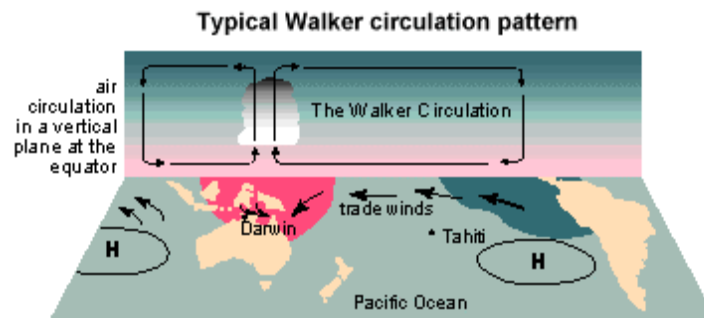 Typical Walker circulation pattern
air
circulation
in a vertical
plane at the
equator
The Walker Circulation
trade winds
Darwin
Tahiti
H
H
Pacific Ocean